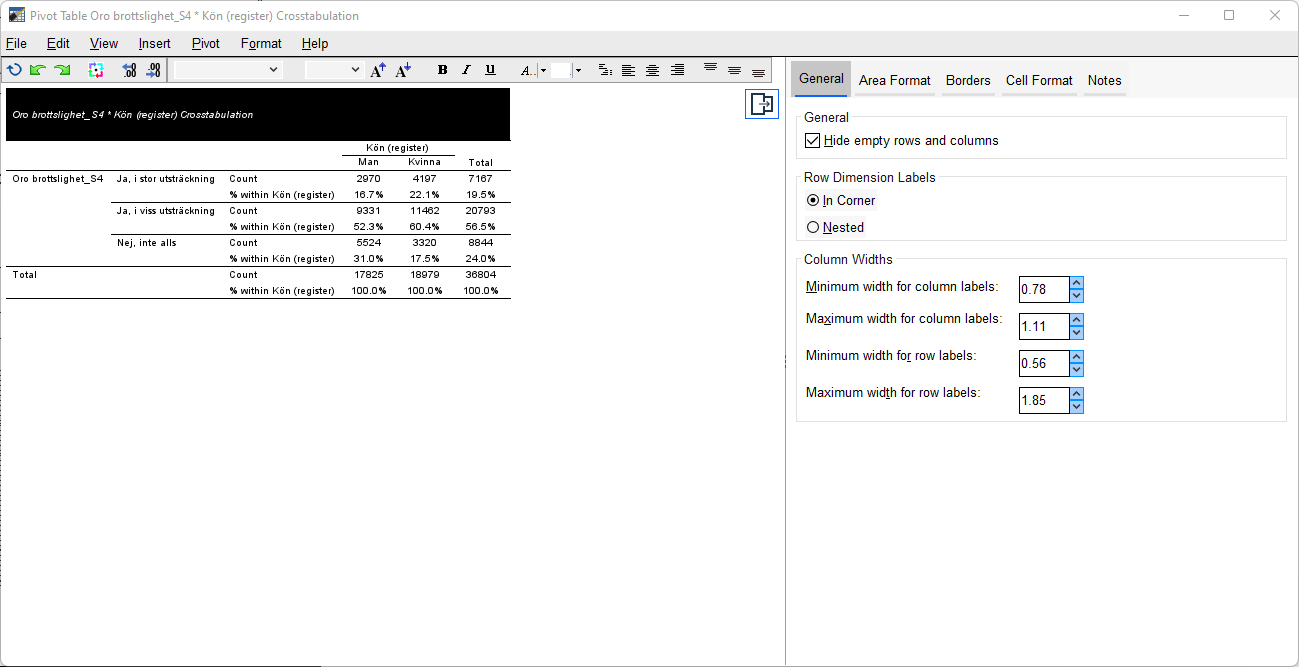 Pivot Table Oro brottslighet_S4 * Kön (register) Crosstabulation
File Edit View Insert Pivot Format Help
B I U A..
Oro brottslighet_S4 * Kön (register) Crosstabulation
Kön (register)
Man Kvinna Total
Oro brottslighet_S4 Ja, i stor utsträckning Count 2970 4197 7167
% within Kön (register) 16.7% 22.1% 19.5%
Ja, i viss utsträckning Count 9331 11462 20793
% within Kön (register) 52.3% 60.4% 56.5%
Nej, inte alls Count 5524 3320 8844
% within Kön (register) 31.0% 17.5% 24.0%
Total Count 17825 18979 36804
% within Kön (register) 100.0% 100.0% 100.0%
General Area Format Borders Cell Format Notes
General
Hide empty rows and columns
Row Dimension Labels
In Corner
Nested
Column Widths
Minimum width for column labels: 0.78
Maximum width for column labels: 1.11
Minimum width for row labels: 0.56
Maximum width for row labels: 1.85